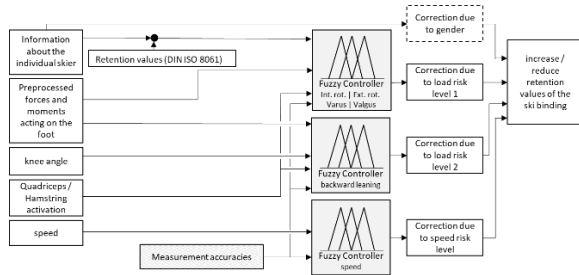 Information
about the
individual skier
Retention values (DIN ISO 8061)
Preprocessed
forces and
moments
acting on the
foot
knee angle
Quadriceps /
Hamstring
activation
speed
Measurement accuracies
Fuzzy Controller
Int. rot. | Ext. rot.
Varus | Valgus
Fuzzy Controller
backward leaning
Fuzzy Controller
speed
Correction due
to gender
Correction due
to load risk
level 1
Correction due
to load risk
level 2
Correction due
to speed risk
level
increase /
reduce
retention
values of the
ski binding